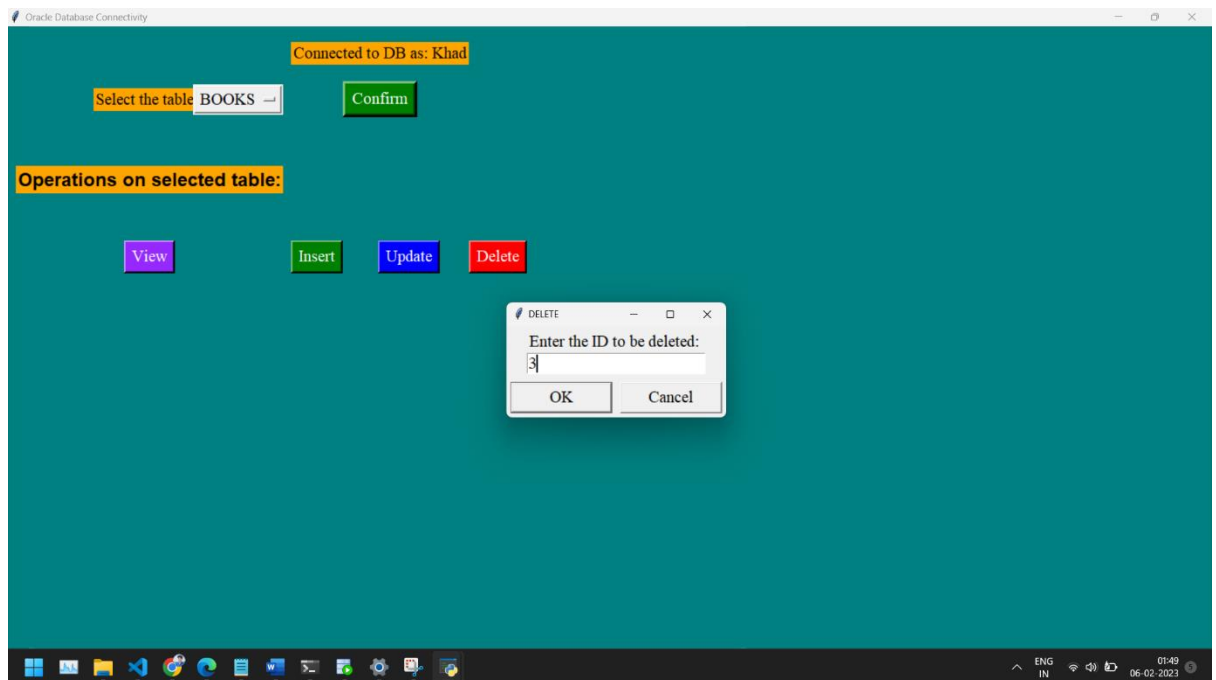 Oracle Database Connectivity
Connected to DB as: Khad
Select the table BOOKS
Confirm
Operations on selected table:
View Insert Update Delete
DELETE
Enter the ID to be deleted:
3
OK Cancel
ENG 01:49
IN 06-02-2023